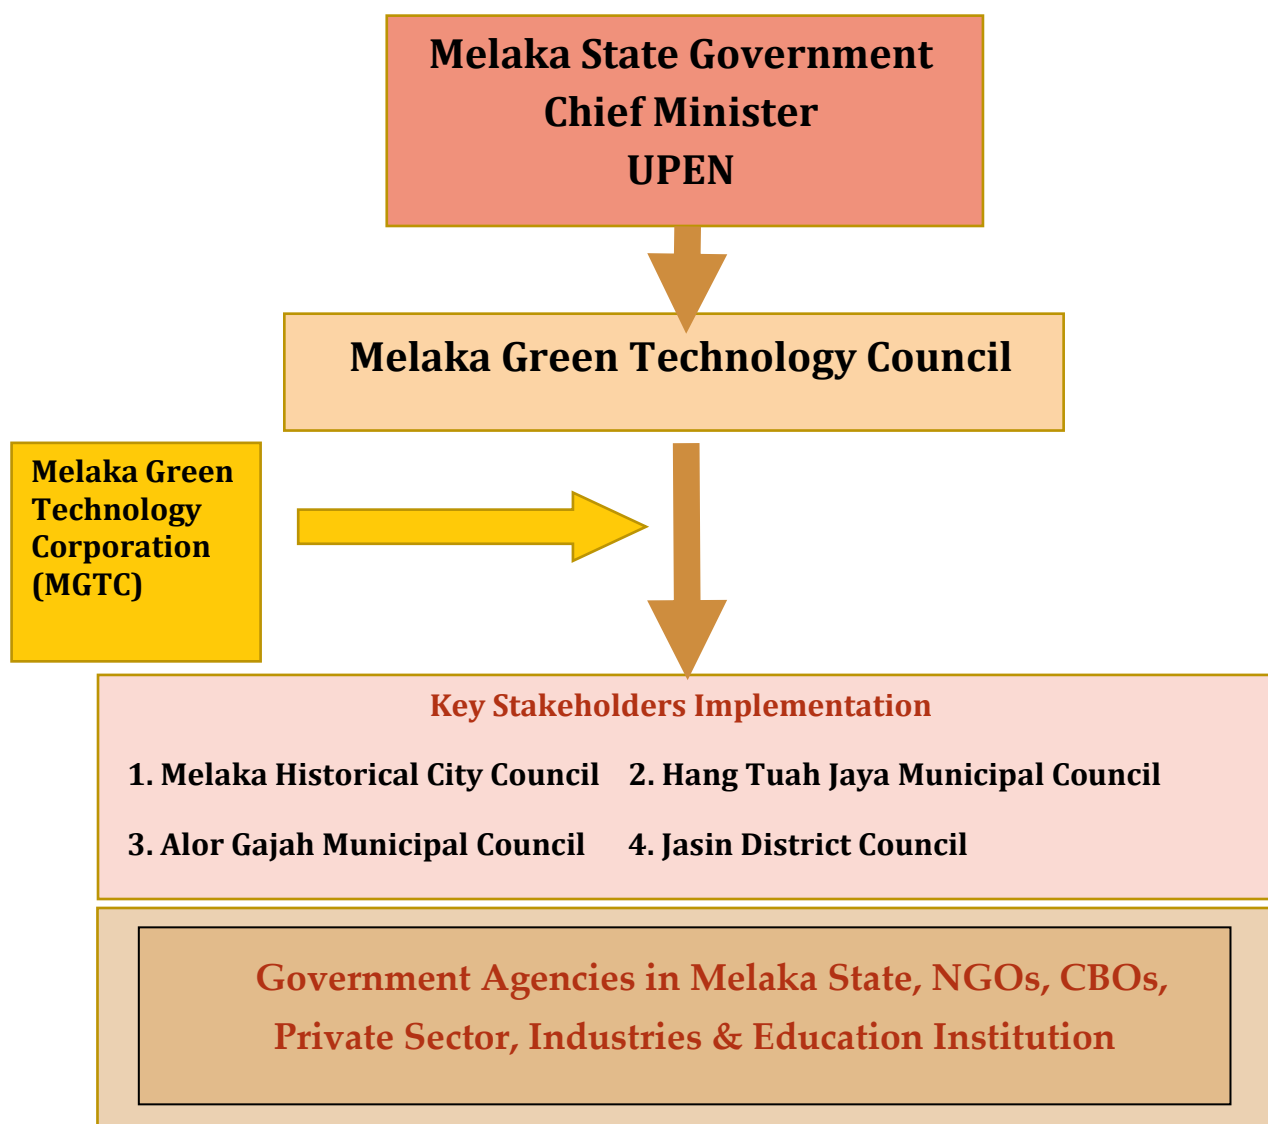 Melaka State Government
Chief Minister
UPEN
Melaka Green Technology Council
Melaka Green
Technology
Corporation
(MGTC)
Key Stakeholders Implementation
1. Melaka Historical City Council 2. Hang Tuah Jaya Municipal Council
3. Alor Gajah Municipal Council 4. Jasin District Council
Government Agencies in Melaka State, NGOs, CBOs,
Private Sector, Industries & Education Institution